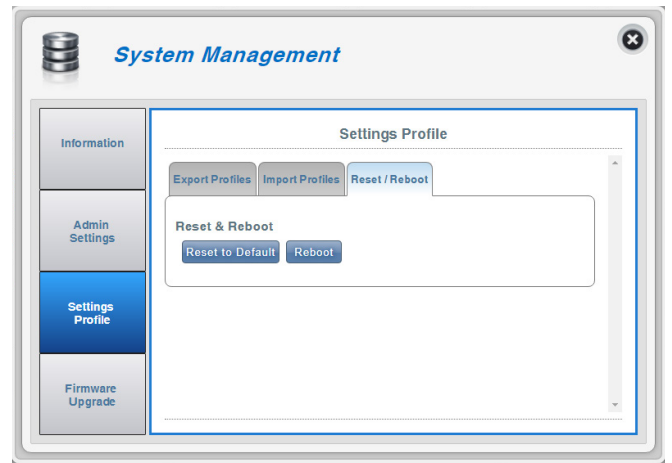 System Management
Information
Admin
Settings
Settings
Profile
Firmware
Upgrade
Settings Profile
Export Profiles
Import Profiles
Reset / Reboot
Reset & Reboot
Reset to Default
Reboot